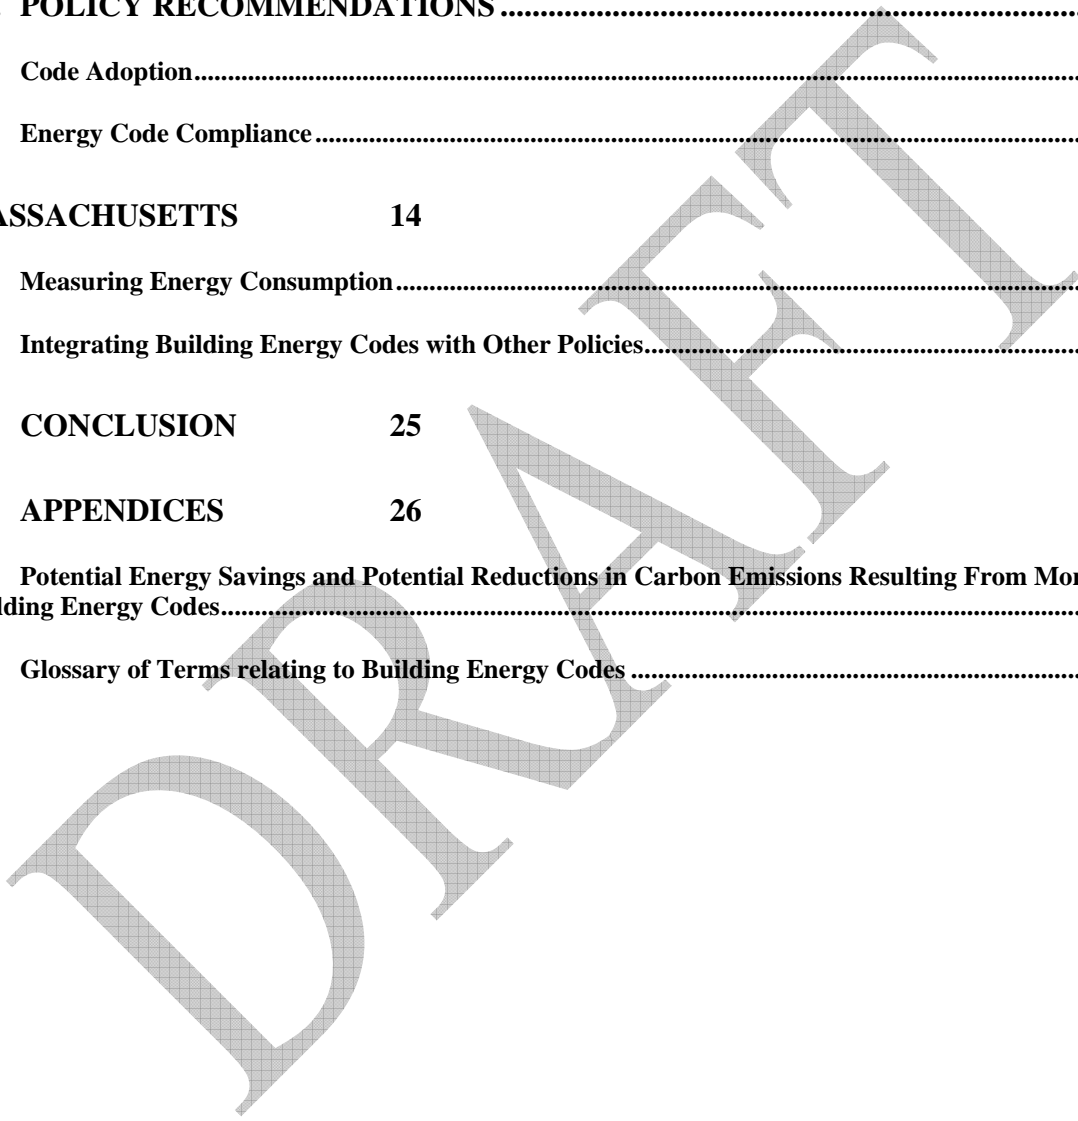 POLICY RECOMMENDATIONS ........................................
Code Adoption ........................................
Energy Code Compliance ........................................
ASSACHUSETTS 14
Measuring Energy Consumption ........................................
Integrating Building Energy Codes with Other Policies ........................................
CONCLUSION 25
APPENDICES 26
Potential Energy Savings and Potential Reductions in Carbon Emissions Resulting From Mor
lding Energy Codes ........................................
Glossary of Terms relating to Building Energy Codes ........................................
DRAFT